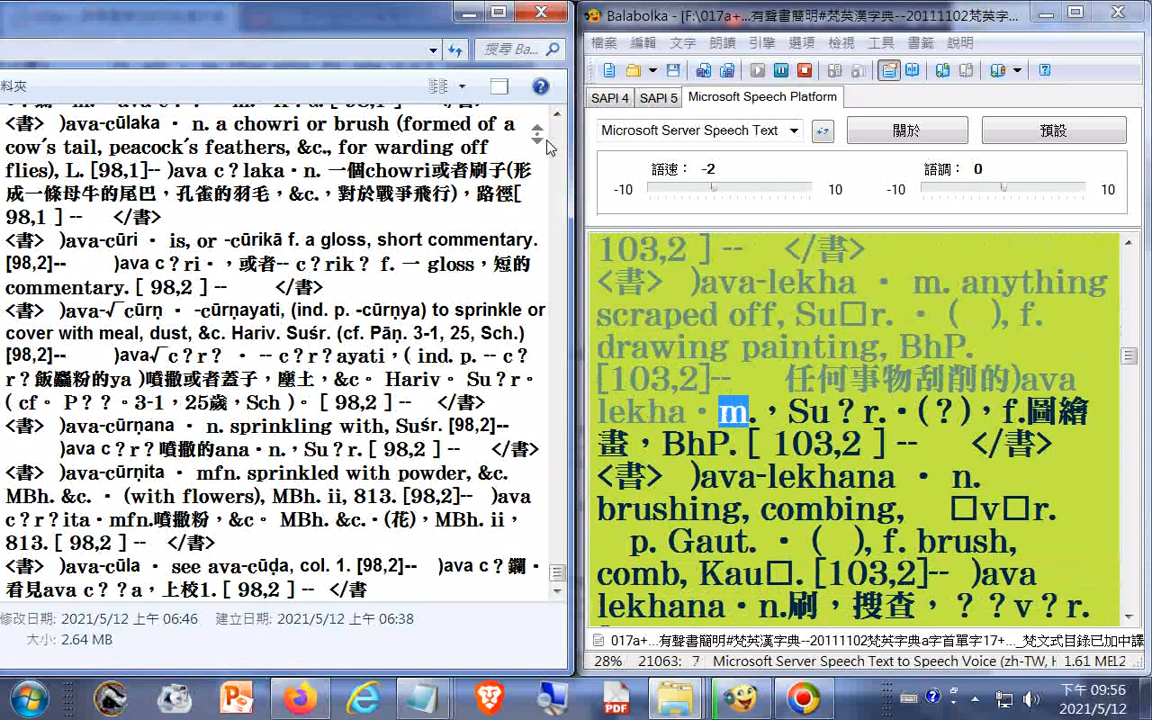 搜尋 Ba...
料夾
<書> )ava-cūlaka · n. a chowri or brush (formed of a
cow's tail, peacock's feathers, &c., for warding off
flies), L. [98,1]-- )ava c?laka·n. 一個chowri或者刷子(形
成一條母牛的尾巴,孔雀的羽毛,&c.,對於戰爭飛行),路徑[
98,1 ] -- </書>
<書> )ava-cūri · is, or -cūrikā f. a gloss, short commentary.
[98,2]-- )ava c?ri·,或者-- c?rik? f. 一 gloss,短的
commentary. [ 98,2 ] -- </書>
<書> )ava-√cūrṇ · -cūrṇayati, (ind. p. -cūrṇya) to sprinkle or
cover with meal, dust, &c. Hariv. Suśr. (cf. Pāṇ. 3-1, 25, Sch.)
[98,2]-- )ava√c?r? · -- c?r?ayati,( ind. p. -- c?
r?飯麤粉的ya )噴撒或者蓋子,塵土,&c。 Hariv。 Su?r。
( cf。 P??。3-1,25歲,Sch )。 [ 98,2 ] -- </書>
<書> )ava-cūrṇana · n. sprinkling with, Suśr. [98,2]--
)ava c?r?噴撒的ana·n.,Su?r. [ 98,2 ] -- </書>
<書> )ava-cūrṇita · mfn. sprinkled with powder, &c.
MBh. &c. · (with flowers), MBh. ii, 813. [98,2]-- )ava
c?r?ita·mfn.噴撒粉,&c。 MBh. &c.·(花),MBh. ii,
813. [ 98,2 ] -- </書>
<書> )ava-cūla · see ava-cūḍa, col. 1. [98,2]-- )ava c?鑭·
看見ava c??a,上校1. [ 98,2 ] -- </書
修改日期: 2021/5/12 上午 06:46 建立日期: 2021/5/12 上午 06:38
大小: 2.64 MB
Balabolka - [F:\017a+...有聲書簡明#梵英漢字典--20111102梵英字...
檔案 編輯 文字 朗讀 引擎 選項 檢視 工具 書籤 說明
SAPI 4 SAPI 5 Microsoft Speech Platform
Microsoft Server Speech Text 關於 預設
語速: -2 語調: 0
-10 10 -10 10
103,2 ] -- </書>
<書> )ava-lekha · m. anything
scraped off, Su□r. · ( ), f.
drawing painting, BhP.
[103,2]-- 任何事物刮削的)ava
lekha·m.,Su?r.·(?),f.圖繪
畫,BhP. [ 103,2 ] -- </書>
<書> )ava-lekhana · n.
brushing, combing, □v□r.
p. Gaut. · ( ), f. brush,
comb, Kau□. [103,2]-- )ava
lekhana·n.刷,搜查,??v?r.
017a+...有聲書簡明#梵英漢字典--20111102梵英字典a字首單字17+..._梵文式目錄已加中譯
28% 21063: 7 Microsoft Server Speech Text to Speech Voice (zh-TW, H 1.61 ME
下午 09:56
2021/5/12